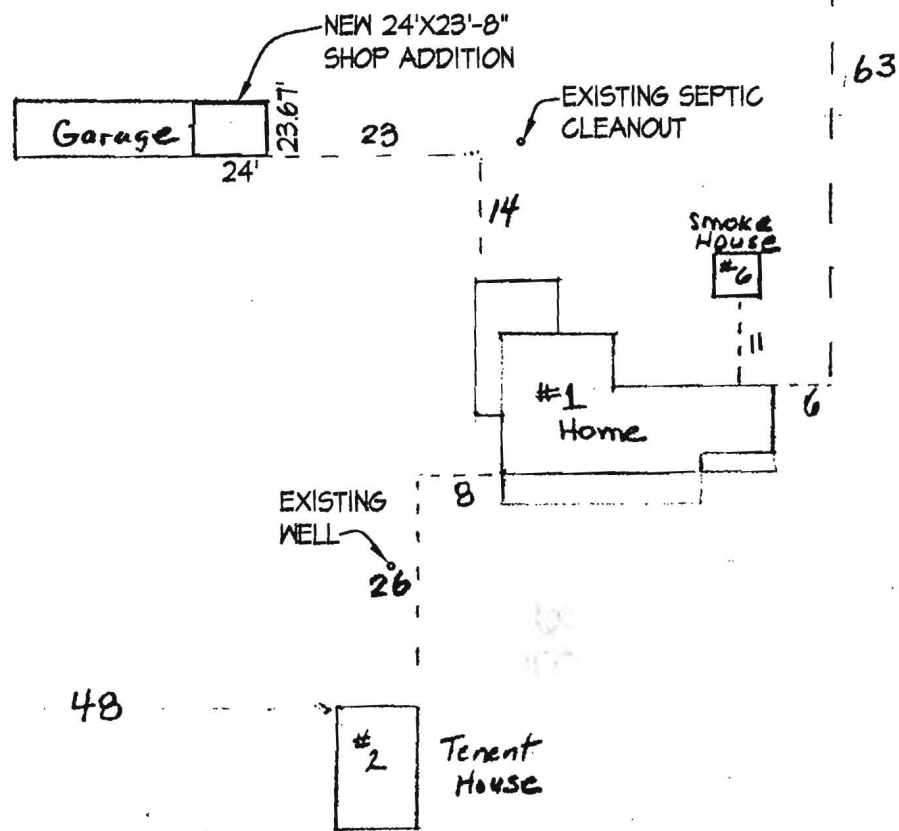 NEW 24'X23'-8"
SHOP ADDITION
63
EXISTING SEPTIC
CLEANOUT
Garage
23.67'
23
24'
14
Smoke
House
#6
11
#1
Home
6
8
EXISTING
WELL
26
48
#2
Tenent
House